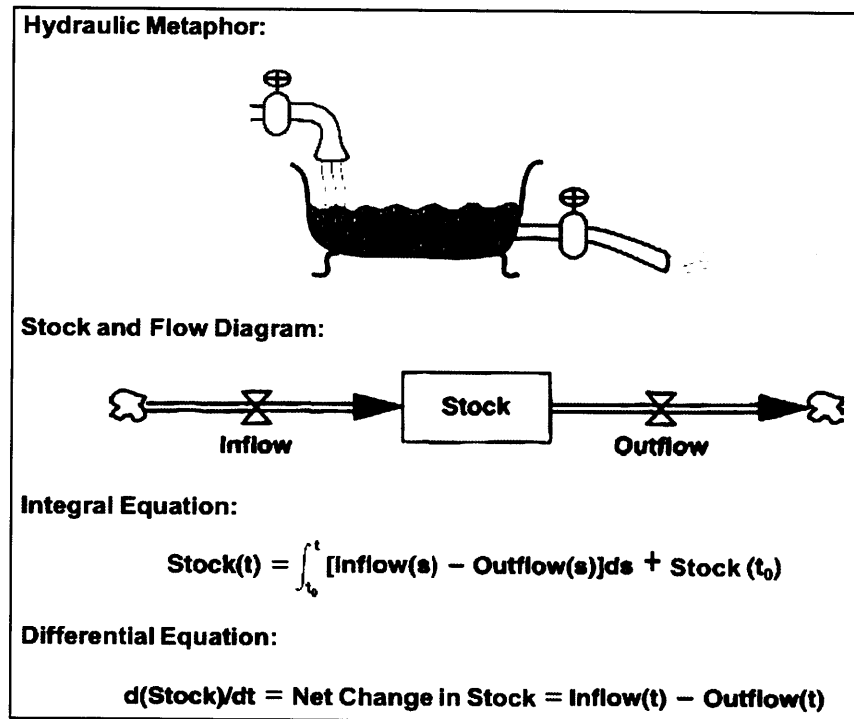 Hydraulic Metaphor:
Stock and Flow Diagram:
Stock
Inflow
Outflow
Integral Equation:
Stock(t) = ∫_{t₀}^{t} [Inflow(s) − Outflow(s)]ds + Stock (t₀)
Differential Equation:
d(Stock)/dt = Net Change in Stock = Inflow(t) − Outflow(t)